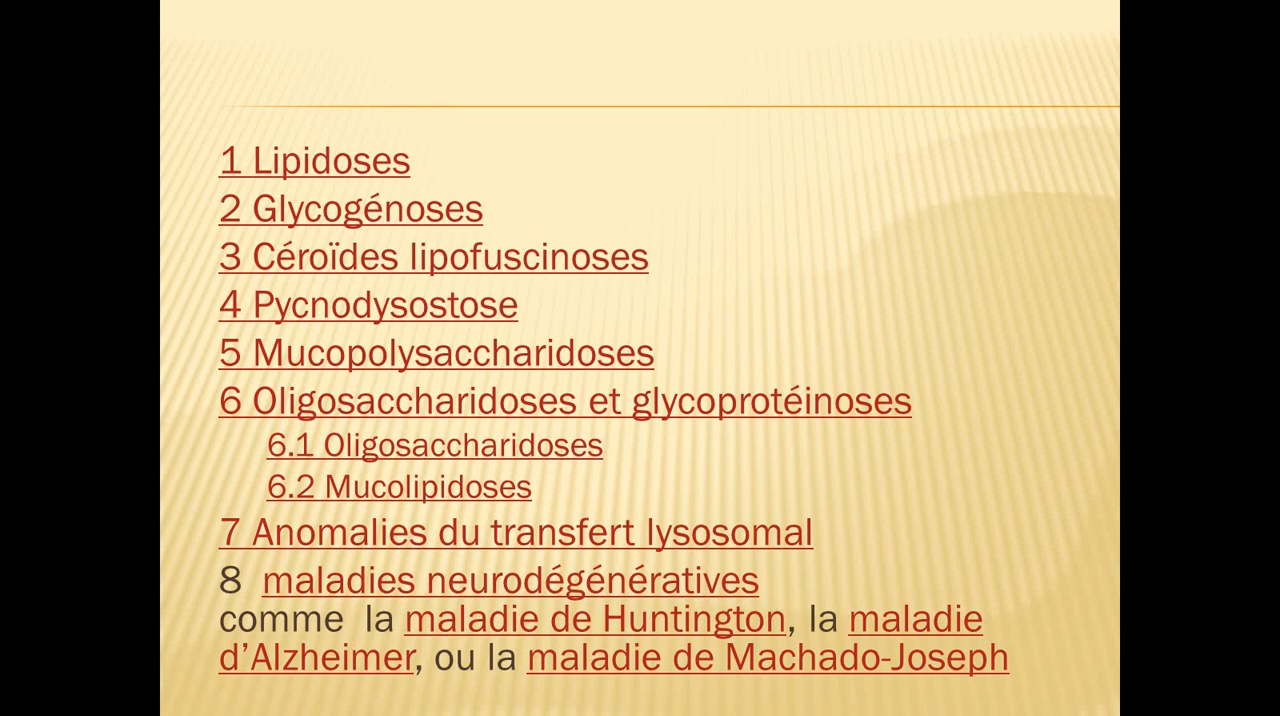 1 Lipidoses
2 Glycogénoses
3 Céroïdes lipofuscinoses
4 Pycnodysostose
5 Mucopolysaccharidoses
6 Oligosaccharidoses et glycoprotéinoses
6.1 Oligosaccharidoses
6.2 Mucolipidoses
7 Anomalies du transfert lysosomal
8 maladies neurodégénératives
comme la maladie de Huntington, la maladie
d’Alzheimer, ou la maladie de Machado-Joseph